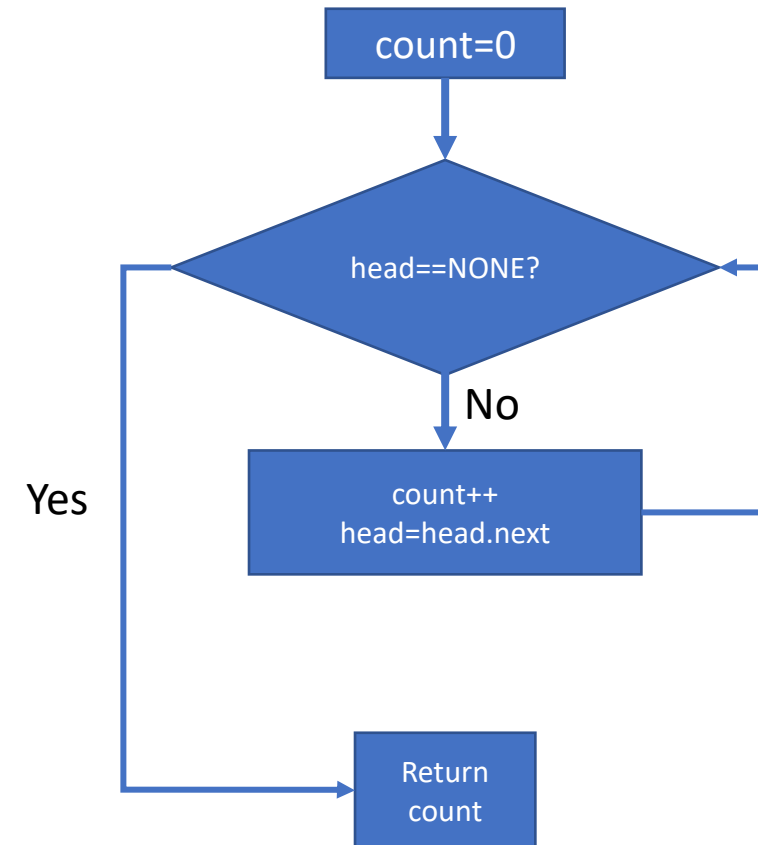 count=0
head==NONE?
No
count++
head=head.next
Yes
Return
count